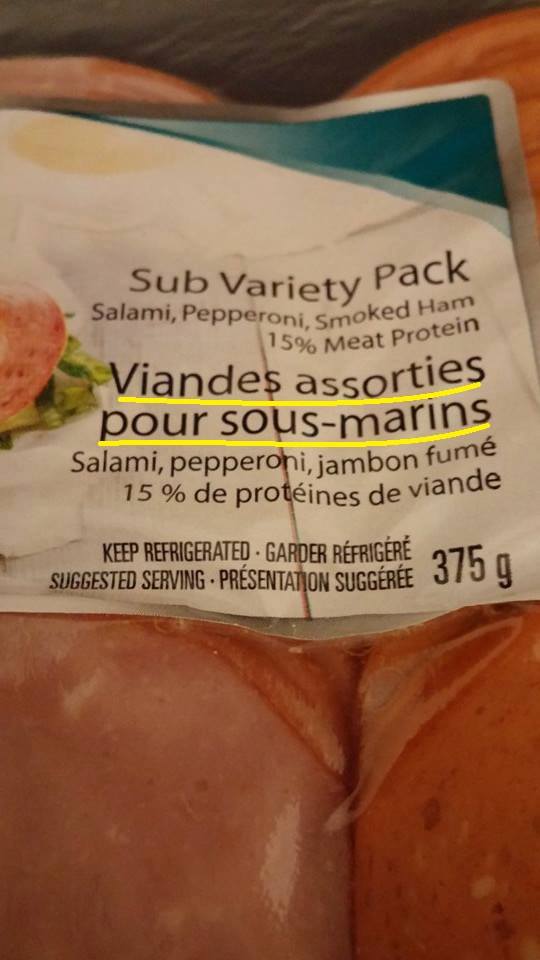 Sub Variety Pack
Salami, Pepperoni, Smoked Ham
15% Meat Protein
Viandes assorties
pour sous-marins
Salami, pepperoni, jambon fumé
15 % de protéines de viande
KEEP REFRIGERATED · GARDER RÉFRIGÉRÉ
SUGGESTED SERVING · PRÉSENTATION SUGGÉRÉE
375 g